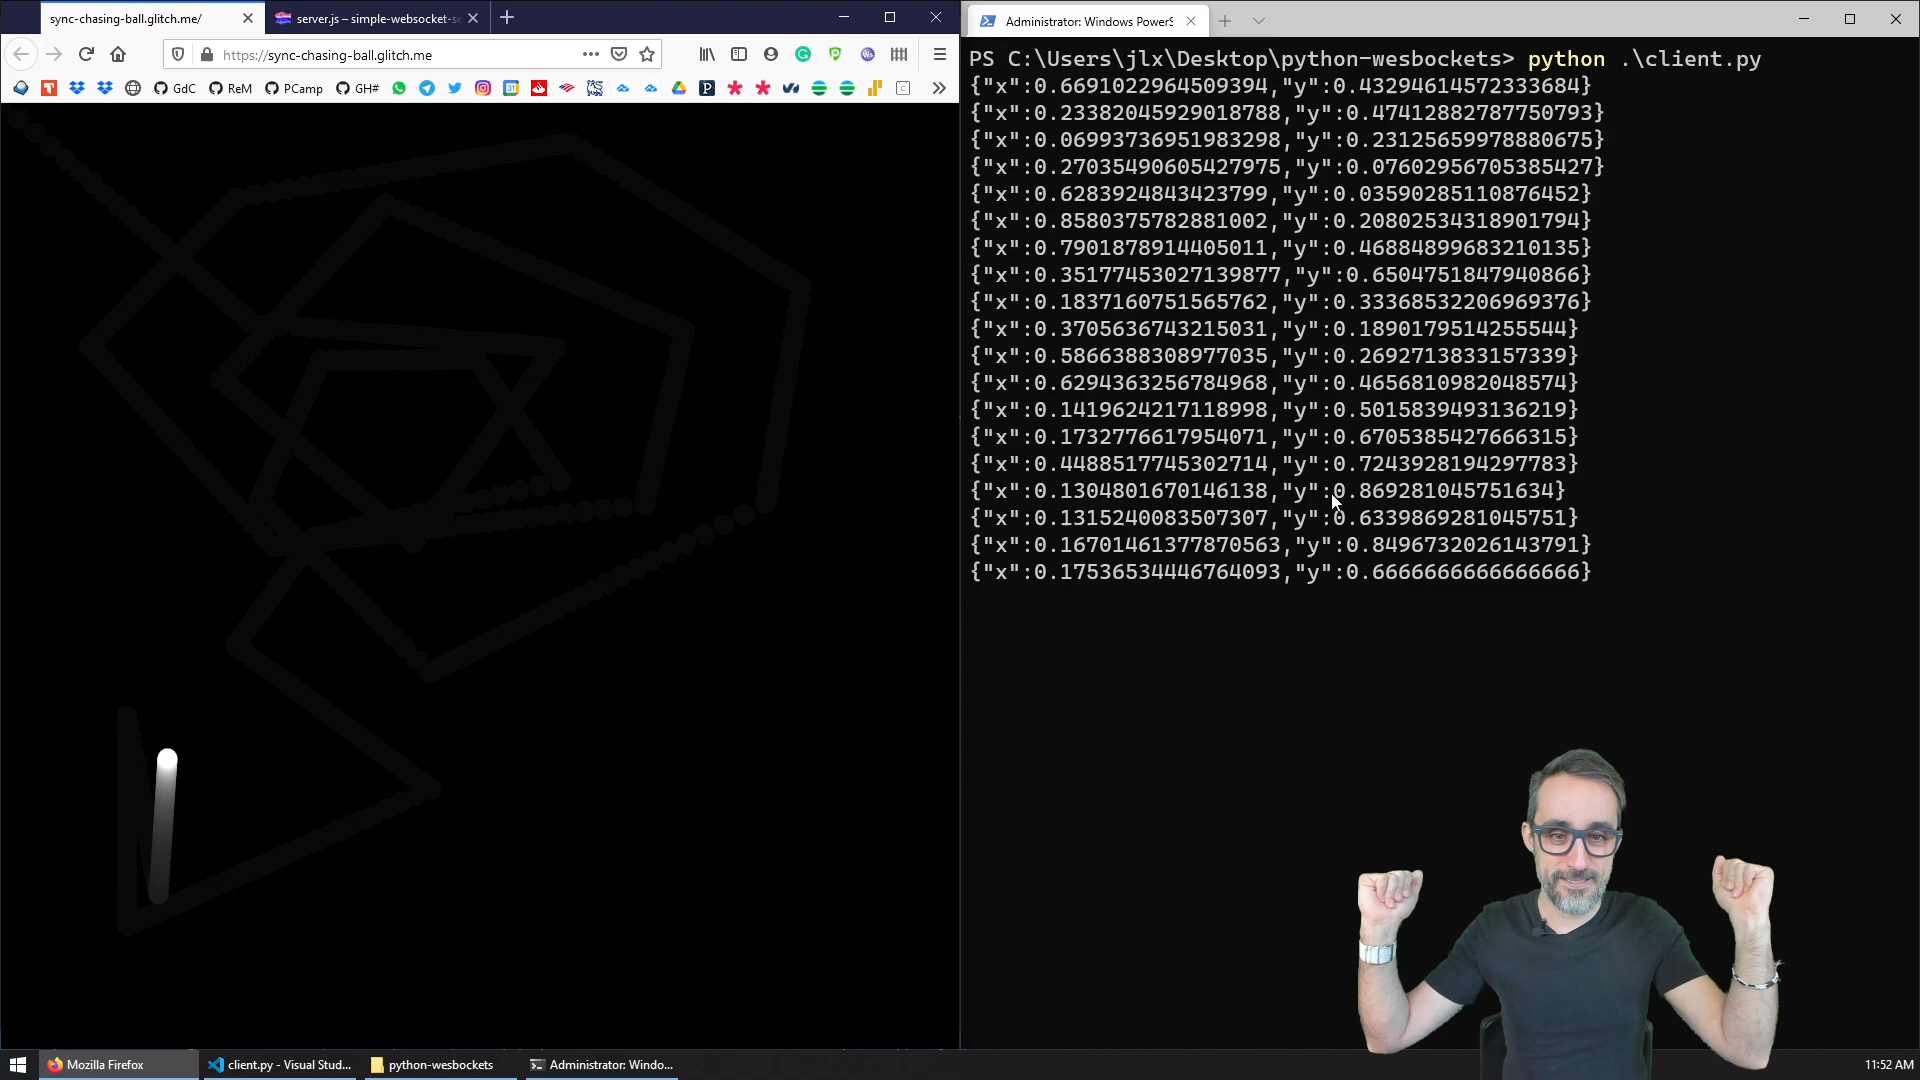 sync-chasing-ball.glitch.me/
server.js – simple-websocket-se
https://sync-chasing-ball.glitch.me
GdC
ReM
PCamp
GH#
Administrator: Windows PowerS
PS C:\Users\jlx\Desktop\python-wesbockets> python .\client.py
{"x":0.6691022964509394,"y":0.43294614572333684}
{"x":0.23382045929018788,"y":0.47412882787750793}
{"x":0.06993736951983298,"y":0.23125659978880675}
{"x":0.27035490605427975,"y":0.07602956705385427}
{"x":0.6283924843423799,"y":0.03590285110876452}
{"x":0.8580375782881002,"y":0.20802534318901794}
{"x":0.7901878914405011,"y":0.46884899683210135}
{"x":0.35177453027139877,"y":0.6504751847940866}
{"x":0.1837160751565762,"y":0.33368532206969376}
{"x":0.3705636743215031,"y":0.1890179514255544}
{"x":0.5866388308977035,"y":0.2692713833157339}
{"x":0.6294363256784968,"y":0.4656810982048574}
{"x":0.1419624217118998,"y":0.5015839493136219}
{"x":0.1732776617954071,"y":0.6705385427666315}
{"x":0.4488517745302714,"y":0.7243928194297783}
{"x":0.1304801670146138,"y":0.869281045751634}
{"x":0.1315240083507307,"y":0.6339869281045751}
{"x":0.16701461377870563,"y":0.8496732026143791}
{"x":0.17536534446764093,"y":0.6666666666666666}
Mozilla Firefox
client.py - Visual Stud...
python-wesbockets
Administrator: Windo...
11:52 AM